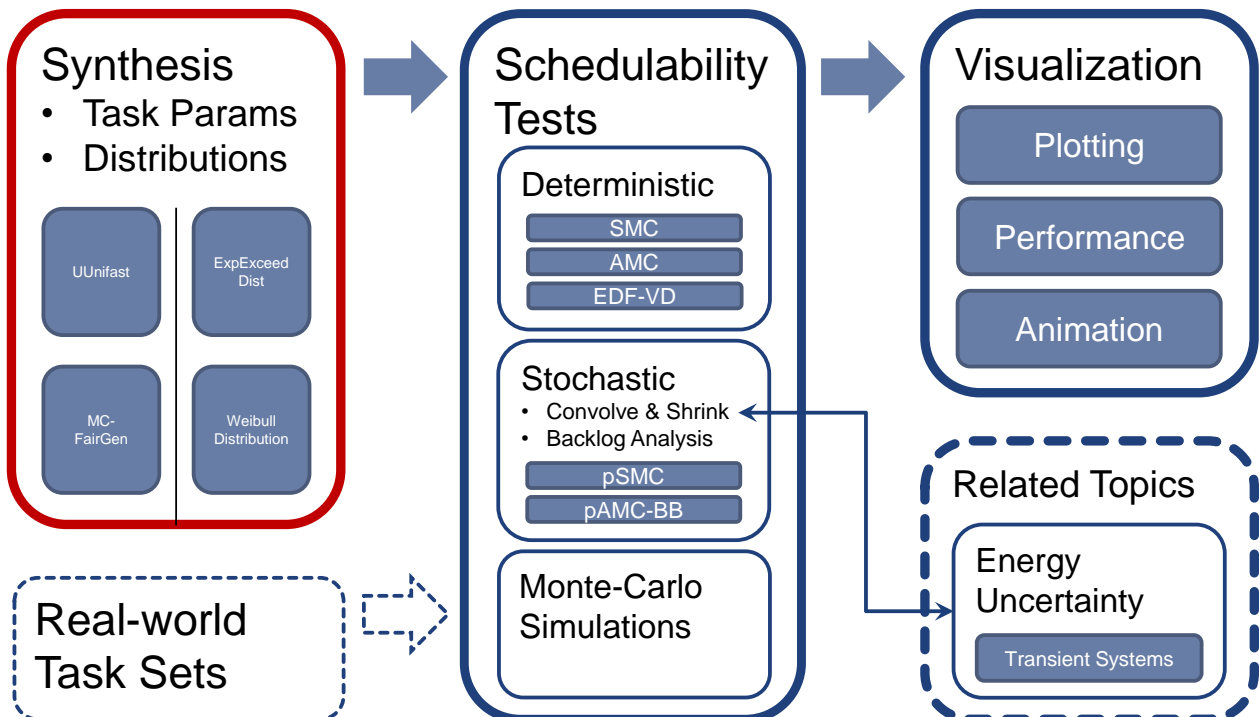 Synthesis
• Task Params
• Distributions
UUnifast
ExpExceed
Dist
MC-
FairGen
Weibull
Distribution
Real-world
Task Sets
Schedulability
Tests
Deterministic
SMC
AMC
EDF-VD
Stochastic
• Convolve & Shrink
• Backlog Analysis
pSMC
pAMC-BB
Monte-Carlo
Simulations
Visualization
Plotting
Performance
Animation
Related Topics
Energy
Uncertainty
Transient Systems